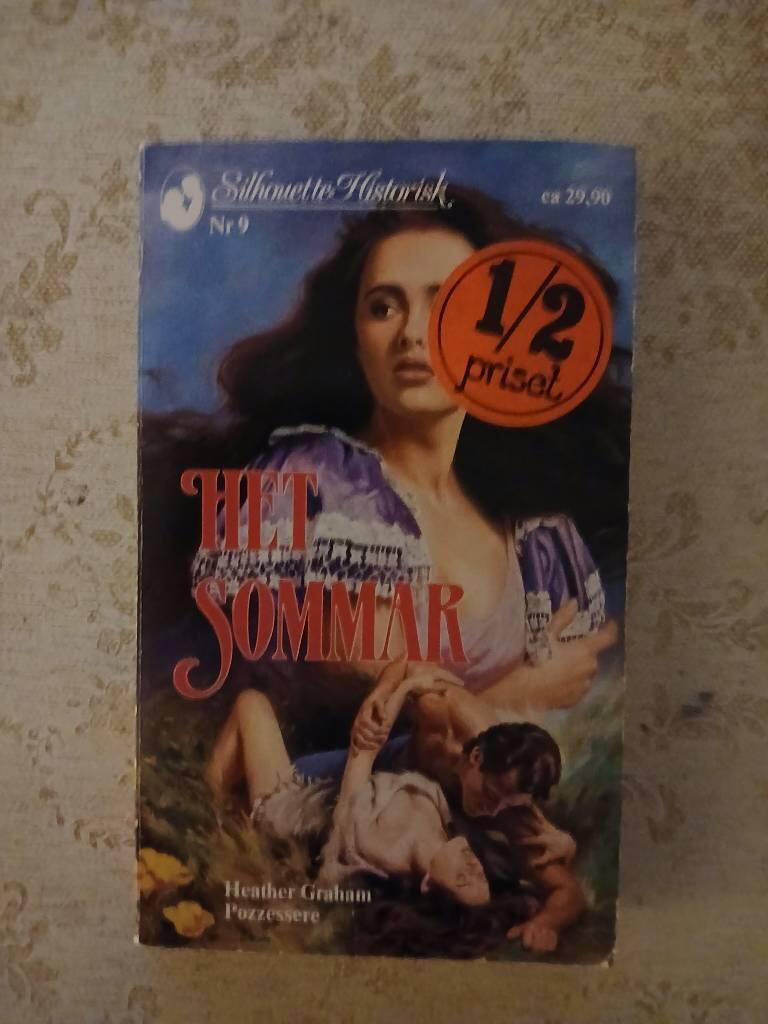 Silhouette Historisk
Nr 9
ca 29,90
1/2
priset
HET
SOMMAR
Heather Graham
Pozzessere